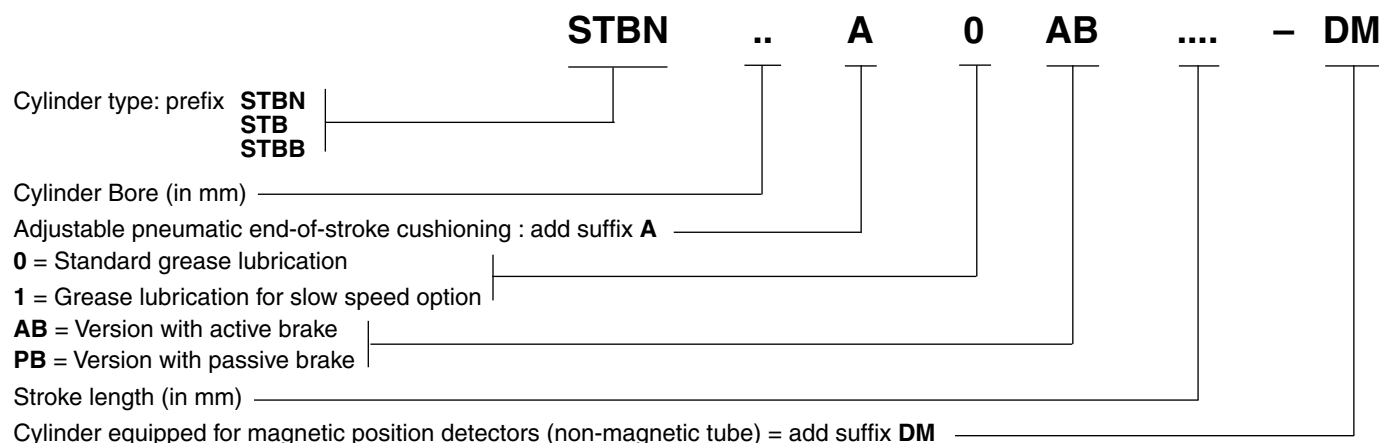 STBN .. A 0 AB .... – DM
Cylinder type: prefix STBN
STB
STBB
Cylinder Bore (in mm)
Adjustable pneumatic end-of-stroke cushioning : add suffix A
0 = Standard grease lubrication
1 = Grease lubrication for slow speed option
AB = Version with active brake
PB = Version with passive brake
Stroke length (in mm)
Cylinder equipped for magnetic position detectors (non-magnetic tube) = add suffix DM